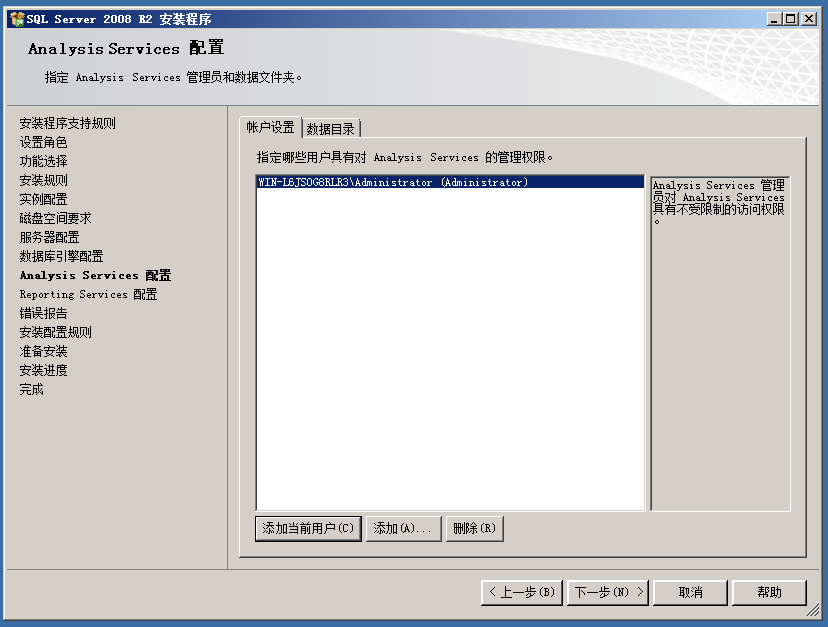 SQL Server 2008 R2 安装程序
Analysis Services 配置
指定 Analysis Services 管理员和数据文件夹。
安装程序支持规则
设置角色
功能选择
安装规则
实例配置
磁盘空间要求
服务器配置
数据库引擎配置
Analysis Services 配置
Reporting Services 配置
错误报告
安装配置规则
准备安装
安装进度
完成
帐户设置 数据目录
指定哪些用户具有对 Analysis Services 的管理权限。
WIN-L6JSOG8RLR3\Administrator (Administrator)
Analysis Services 管理
员对 Analysis Services
具有不受限制的访问权限
。
添加当前用户(C) 添加(A)... 删除(R)
< 上一步(B) 下一步(N) > 取消 帮助